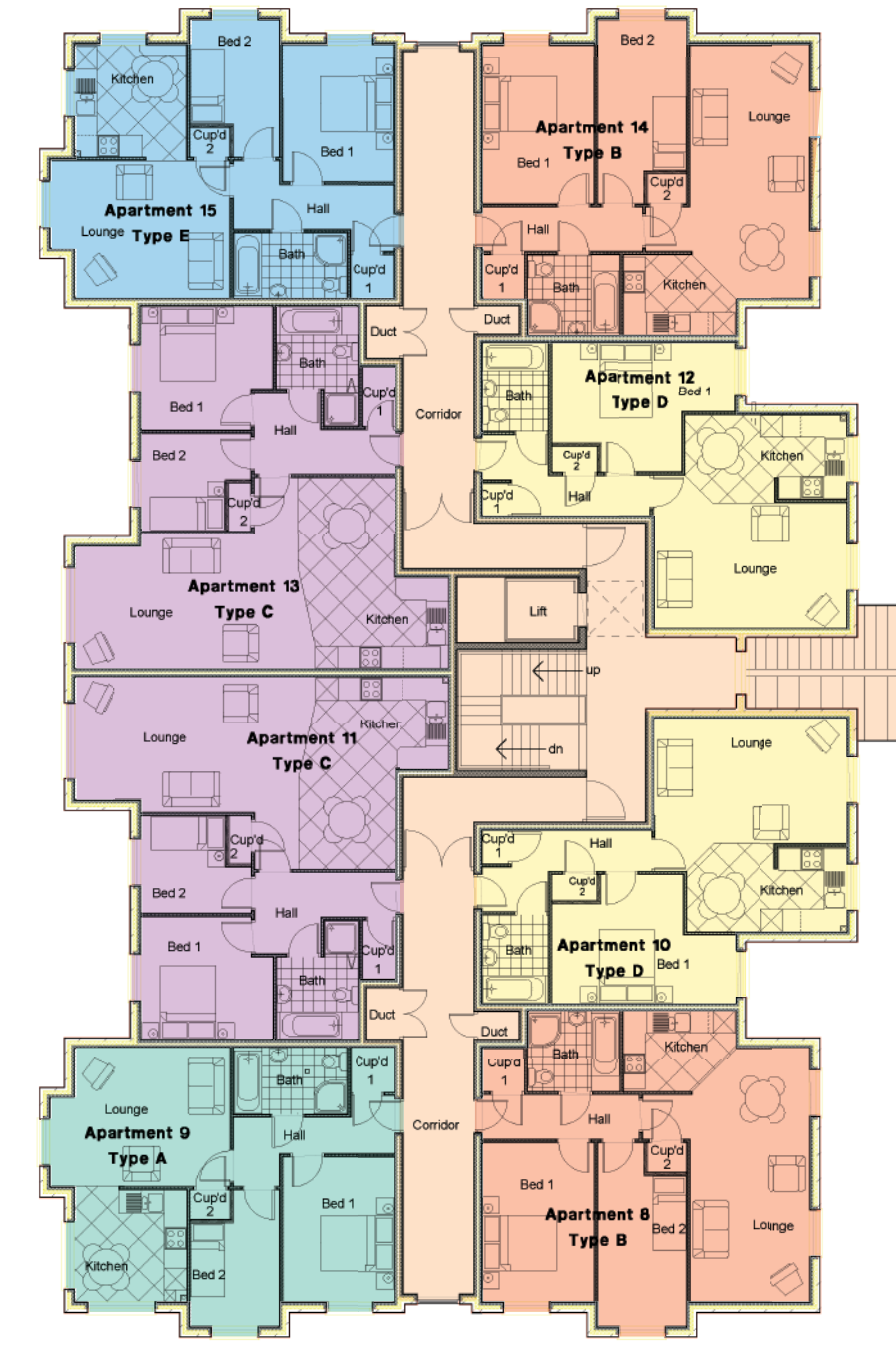 Kitchen
Bed 2
Cup'd
2
Bed 1
Apartment 15
Type E
Lounge
Hall
Bath
Cup'd
1
Bed 2
Lounge
Apartment 14
Type B
Bed 1
Cup'd
2
Hall
Cup'd
1
Bath
Kitchen
Duct
Duct
Corridor
Bath
Bed 1
Cup'd
1
Hall
Bed 2
Cup'd
2
Apartment 13
Type C
Lounge
Kitchen
Apartment 12
Type D
Bed 1
Bath
Cup'd
2
Kitchen
Cup'd
1
Hall
Lounge
Lift
up
dn
Kitchen
Lounge
Apartment 11
Type C
Cup'd
2
Bed 2
Hall
Bed 1
Cup'd
1
Bath
Lounge
Cup'd
1
Hall
Cup'd
2
Kitchen
Bath
Apartment 10
Type D
Bed 1
Duct
Duct
Corridor
Bath
Cup'd
1
Lounge
Apartment 9
Type A
Hall
Cup'd
2
Bed 1
Kitchen
Bed 2
Cup'd
1
Bath
Kitchen
Hall
Cup'd
2
Bed 1
Apartment 8
Type B
Bed 2
Lounge